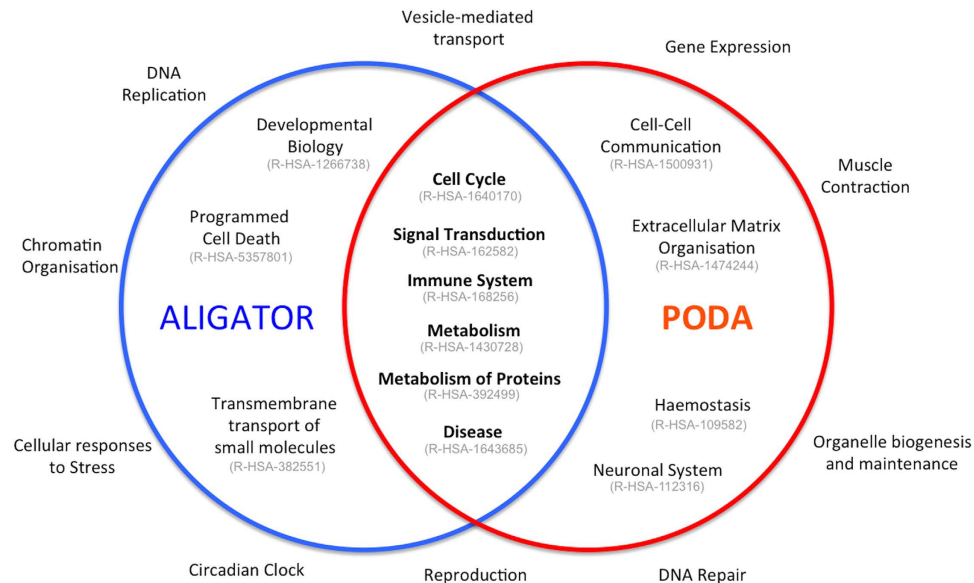 Vesicle-mediated
transport
Gene Expression
DNA
Replication
Developmental
Biology
(R-HSA-1266738)
Cell-Cell
Communication
(R-HSA-1500931)
Muscle
Contraction
Cell Cycle
(R-HSA-1640170)
Programmed
Cell Death
(R-HSA-5357801)
Signal Transduction
(R-HSA-162582)
Extracellular Matrix
Organisation
(R-HSA-1474244)
Chromatin
Organisation
Immune System
(R-HSA-168256)
ALIGATOR
Metabolism
(R-HSA-1430728)
PODA
Metabolism of Proteins
(R-HSA-392499)
Transmembrane
transport of
small molecules
(R-HSA-382551)
Disease
(R-HSA-1643685)
Haemostasis
(R-HSA-109582)
Neuronal System
(R-HSA-112316)
Cellular responses
to Stress
Organelle biogenesis
and maintenance
Circadian Clock
Reproduction
DNA Repair